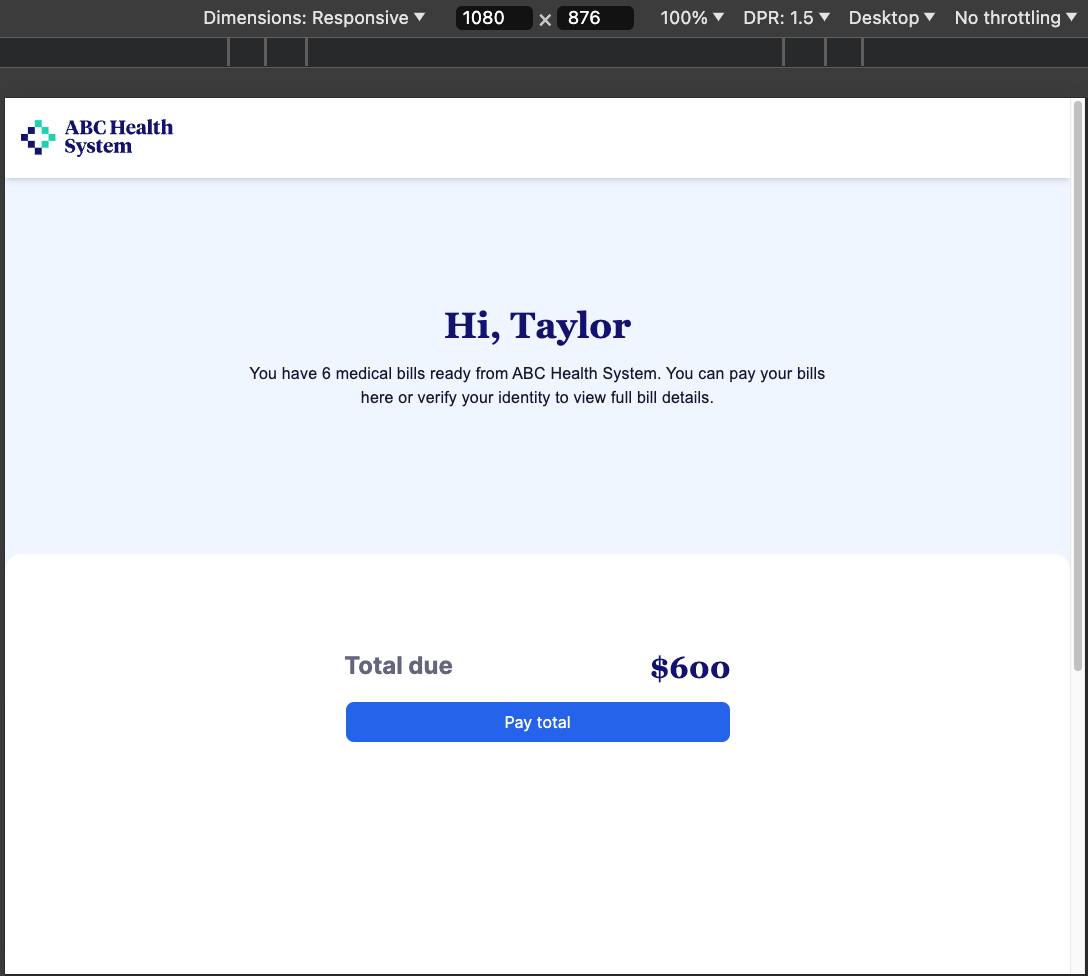 Dimensions: Responsive ▼ 1080 × 876 100% ▼ DPR: 1.5 ▼ Desktop ▼ No throttling ▼
ABC Health
System
Hi, Taylor
You have 6 medical bills ready from ABC Health System. You can pay your bills
here or verify your identity to view full bill details.
Total due $600
Pay total